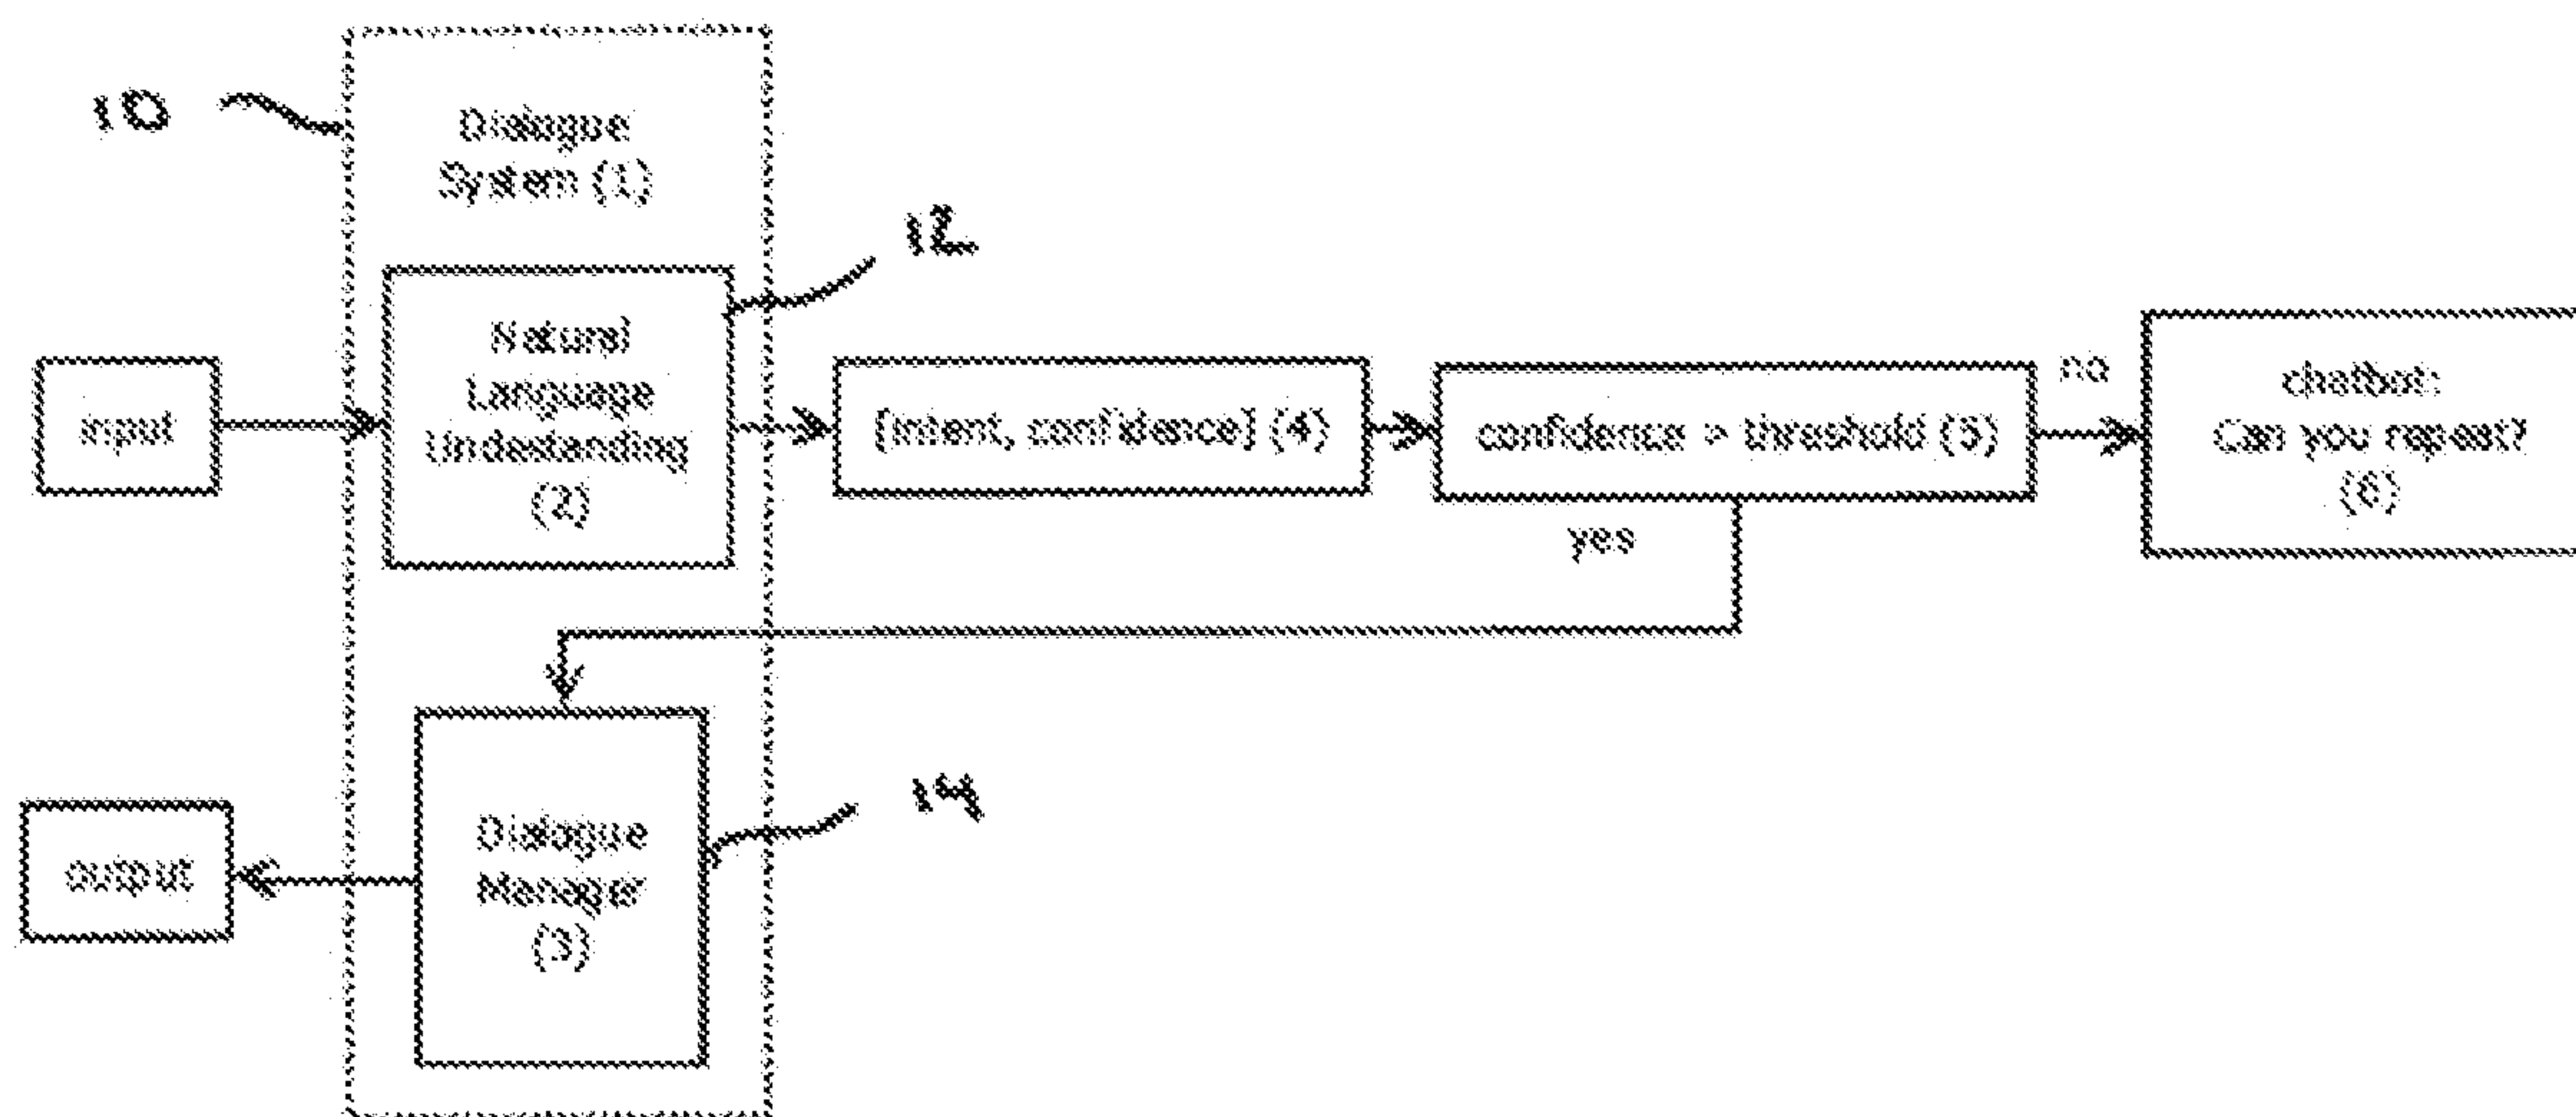 10
Dialogue
System (1)
12
Natural
Language
Undestanding
(2)
input
[intent, confidence] (4)
confidence > threshold (5)
no
chatbot:
Can you repeat?
(6)
yes
14
Dialogue
Manager
(3)
output